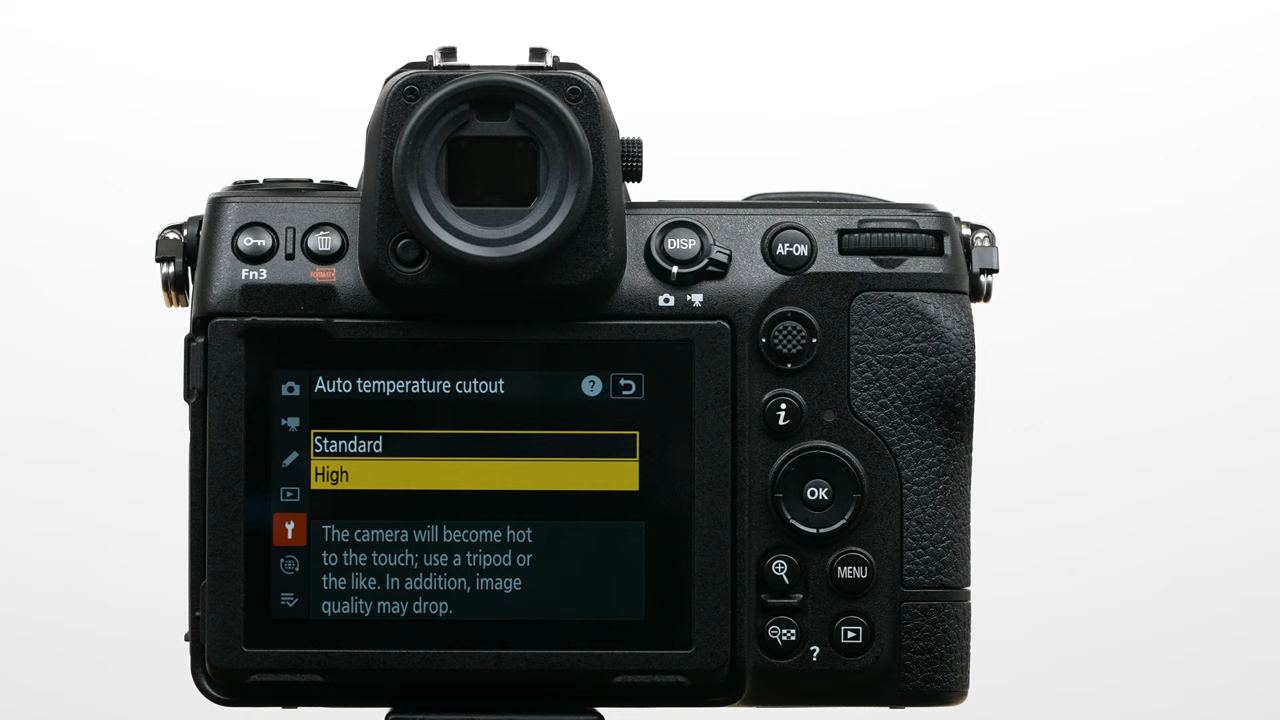 DISP
AF-ON
Fn3
FORMAT
Auto temperature cutout
?
Standard
High
The camera will become hot
to the touch; use a tripod or
the like. In addition, image
quality may drop.
i
OK
MENU
?